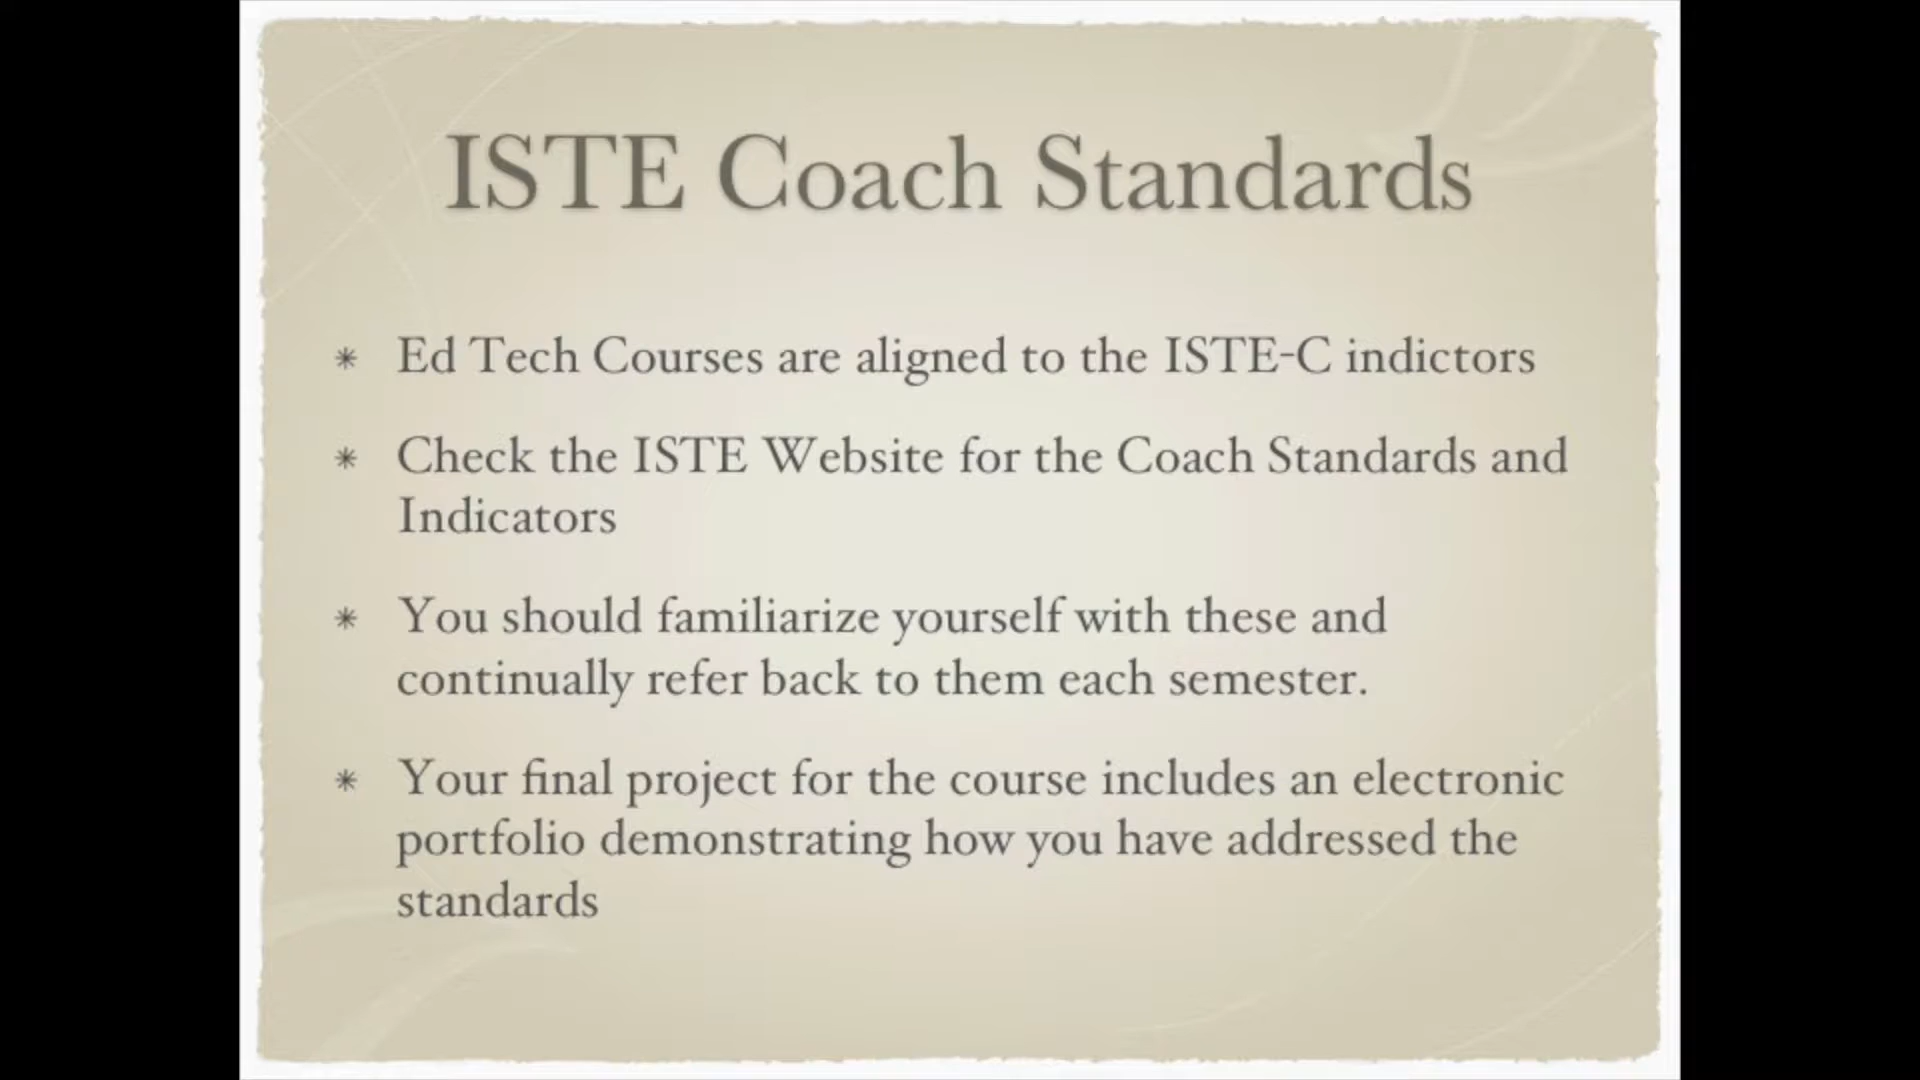 ISTE Coach Standards
Ed Tech Courses are aligned to the ISTE-C indictors
Check the ISTE Website for the Coach Standards and
Indicators
You should familiarize yourself with these and
continually refer back to them each semester.
Your final project for the course includes an electronic
portfolio demonstrating how you have addressed the
standards